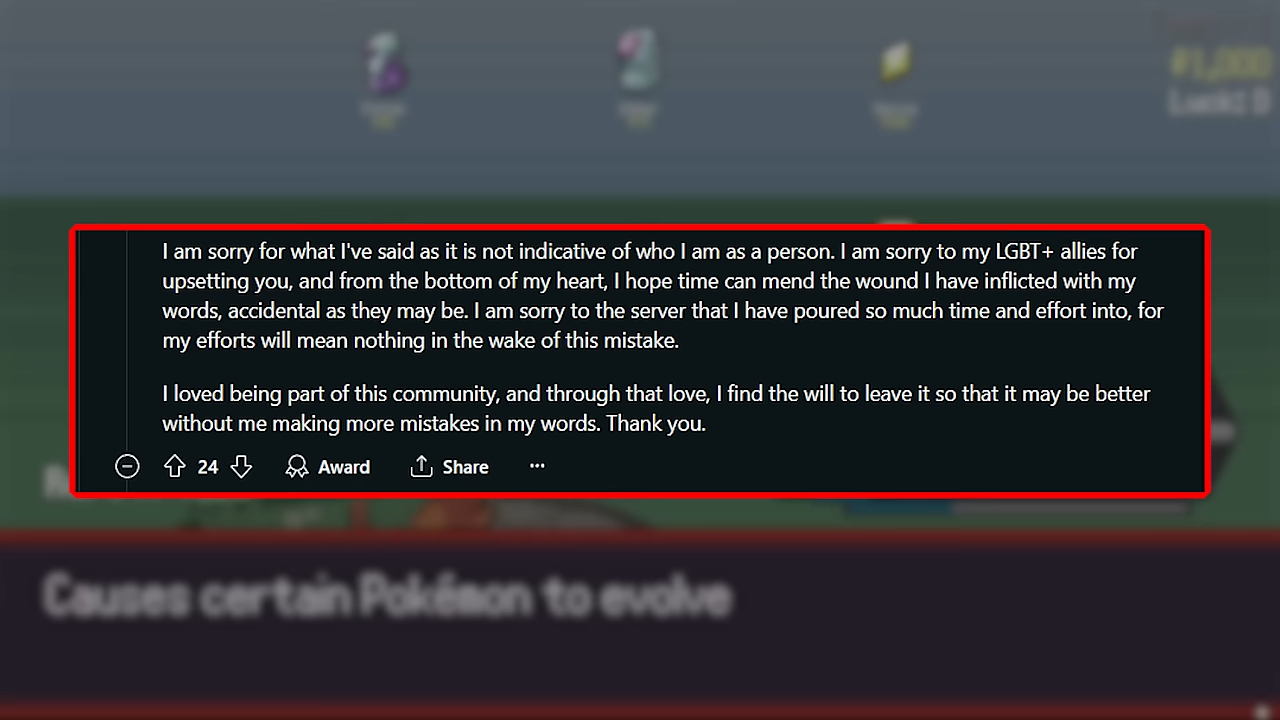 ₽1,000
I am sorry for what I've said as it is not indicative of who I am as a person. I am sorry to my LGBT+ allies for
upsetting you, and from the bottom of my heart, I hope time can mend the wound I have inflicted with my
words, accidental as they may be. I am sorry to the server that I have poured so much time and effort into, for
my efforts will mean nothing in the wake of this mistake.
I loved being part of this community, and through that love, I find the will to leave it so that it may be better
without me making more mistakes in my words. Thank you.
24 Award Share
Causes certain Pokémon to evolve